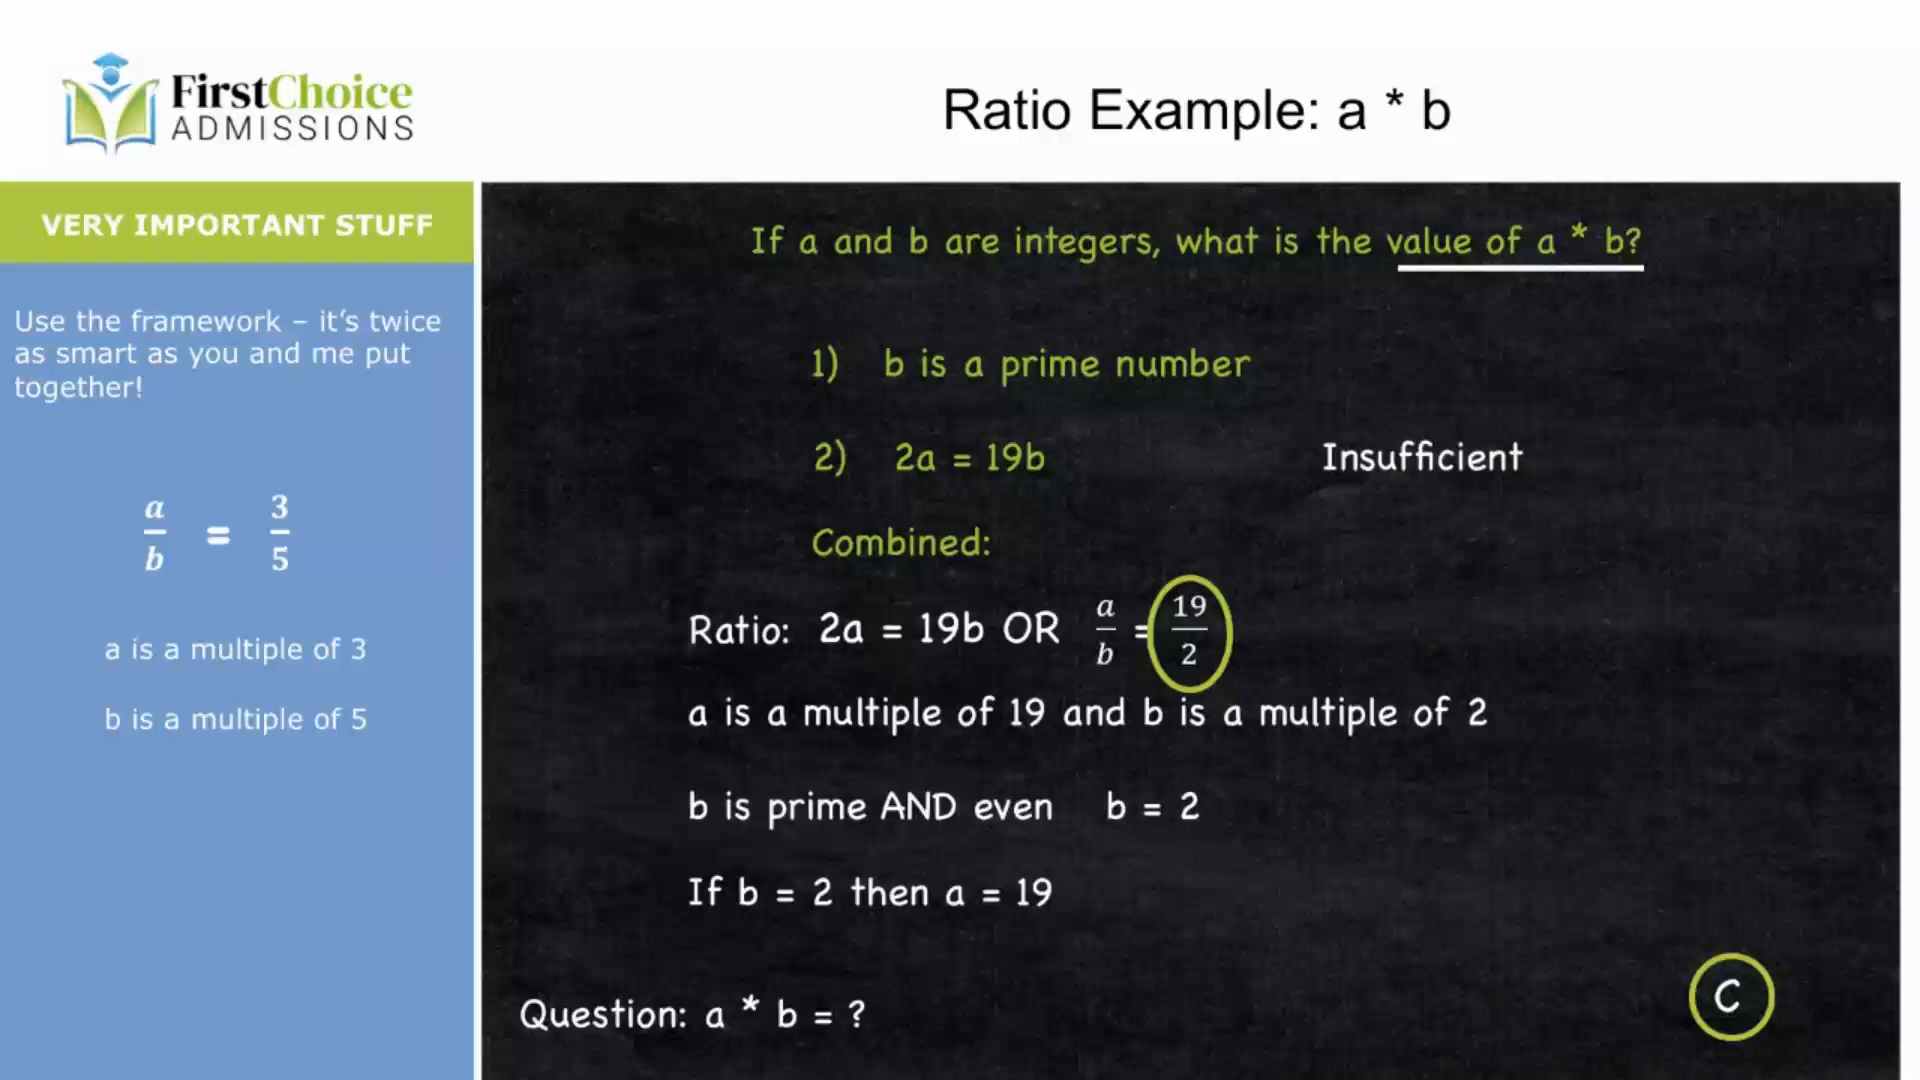 FirstChoice
ADMISSIONS
Ratio Example: a * b
VERY IMPORTANT STUFF
Use the framework – it's twice
as smart as you and me put
together!
a/b = 3/5
a is a multiple of 3
b is a multiple of 5
If a and b are integers, what is the value of a * b?
1) b is a prime number
2) 2a = 19b Insufficient
Combined:
Ratio: 2a = 19b OR a/b = 19/2
a is a multiple of 19 and b is a multiple of 2
b is prime AND even b = 2
If b = 2 then a = 19
Question: a * b = ?
C